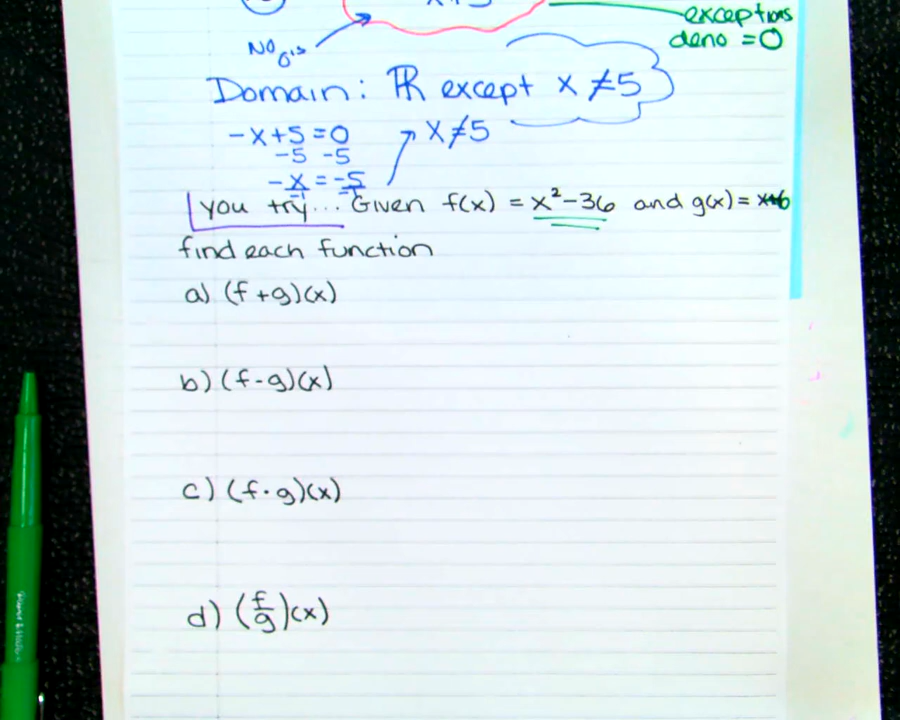 exceptions
deno = 0
No 0's
Domain: ℝ except x ≠ 5
-x+5 = 0
-5 -5
x ≠ 5
-x = -5
-1
you try... Given f(x) = x²-36 and g(x) = x+6
find each function
a) (f+g)(x)
b) (f-g)(x)
c) (f·g)(x)
d) (f/g)(x)